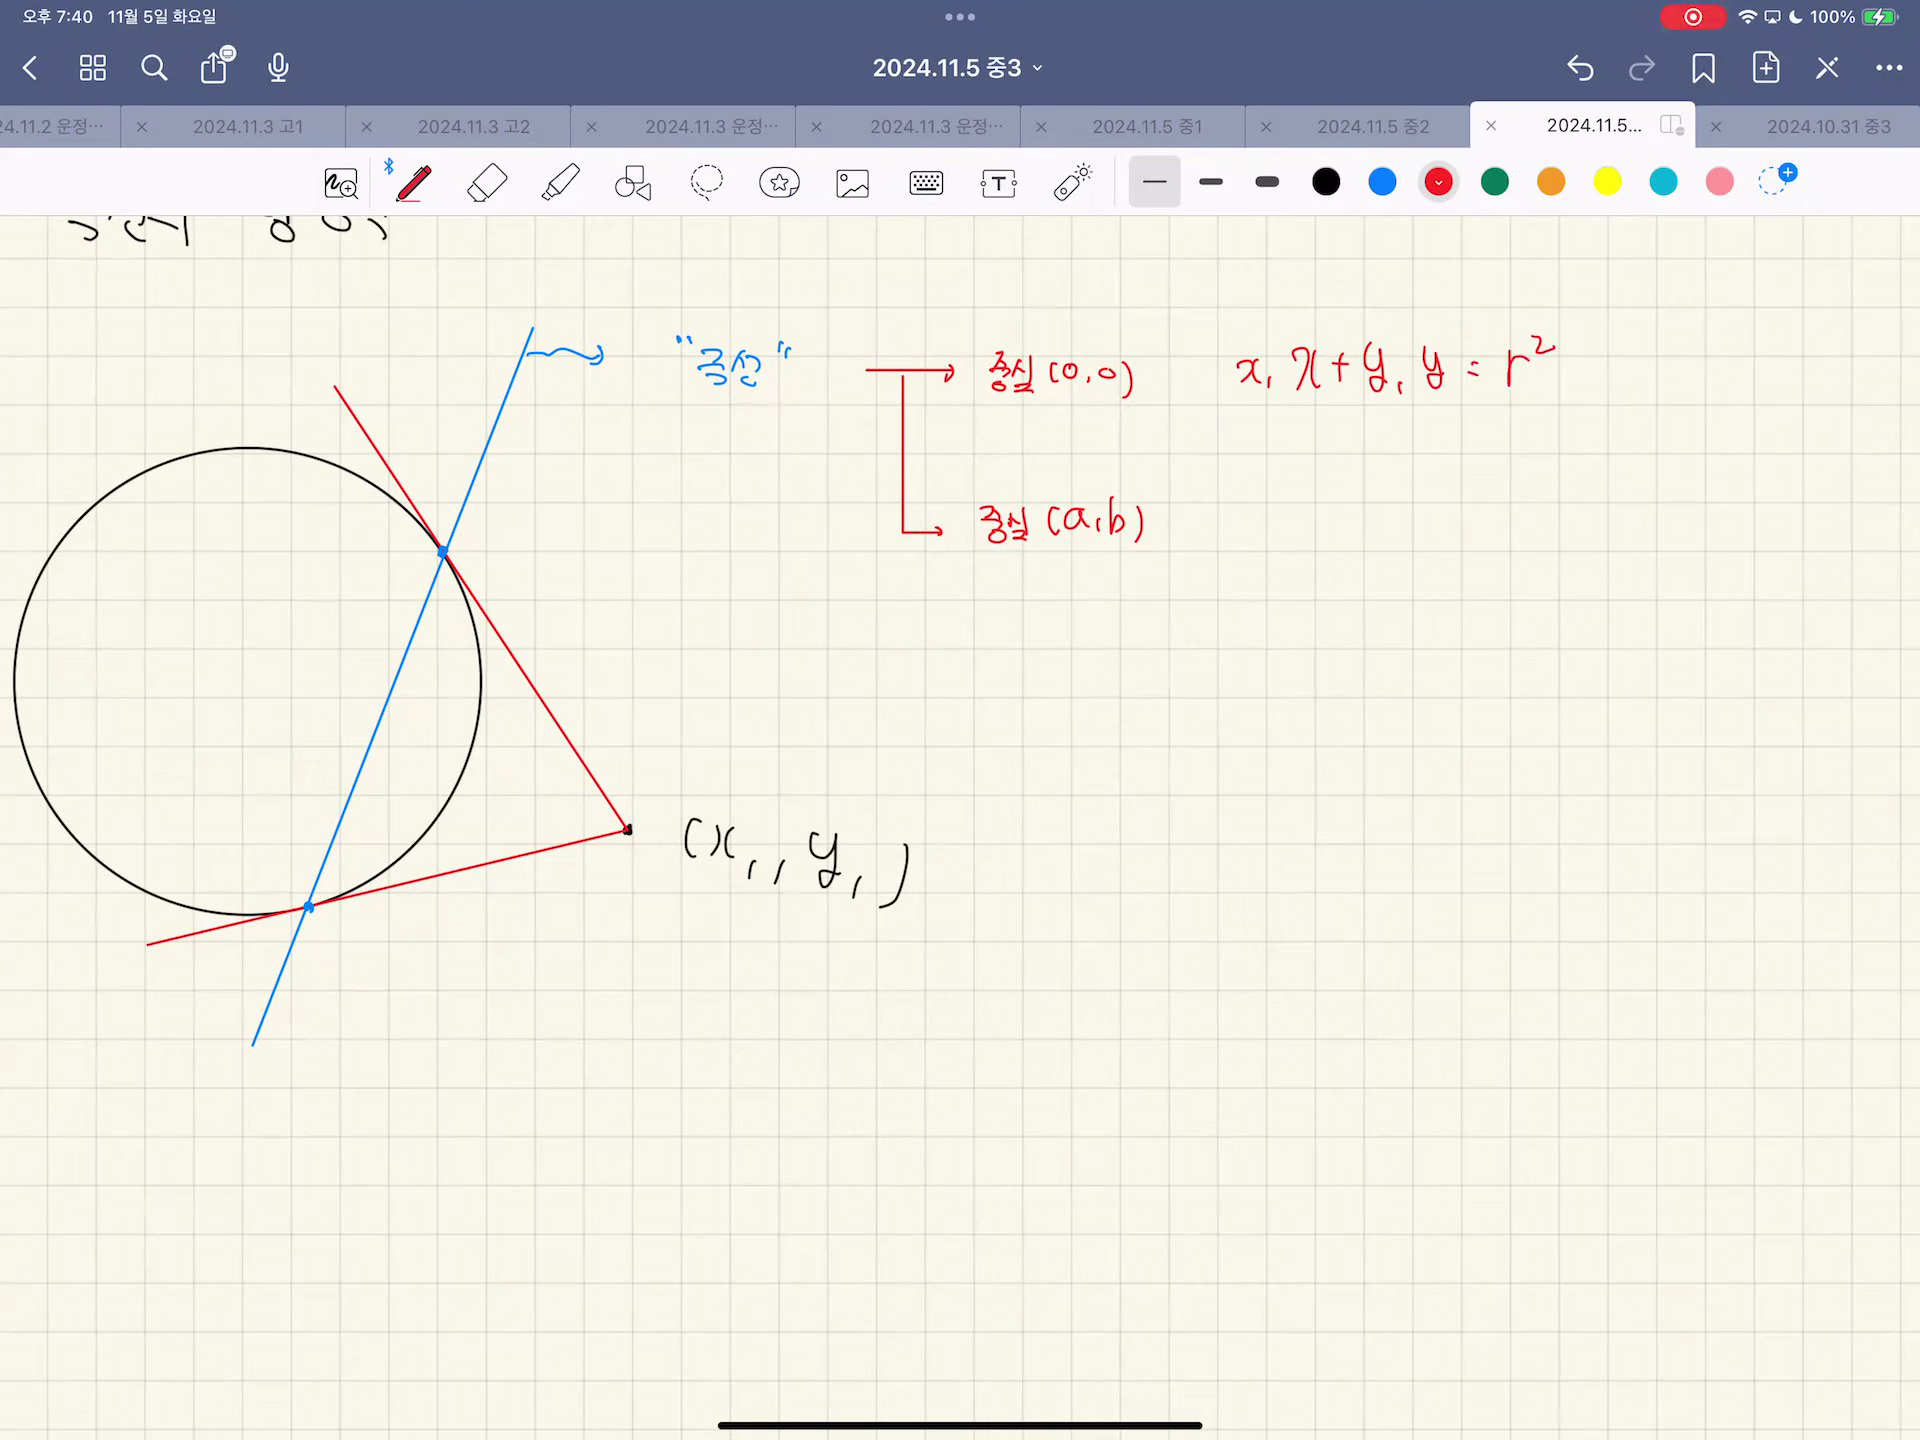 오후 7:40 11월 5일 화요일
100%
2024.11.5 중3
24.11.2 운정…
2024.11.3 고1
2024.11.3 고2
2024.11.3 운정…
2024.11.3 운정…
2024.11.5 중1
2024.11.5 중2
2024.11.5...
2024.10.31 중3
T
"극선" 중심 (0,0) x₁x+y₁y=r²
중심 (a,b)
(x₁, y₁)